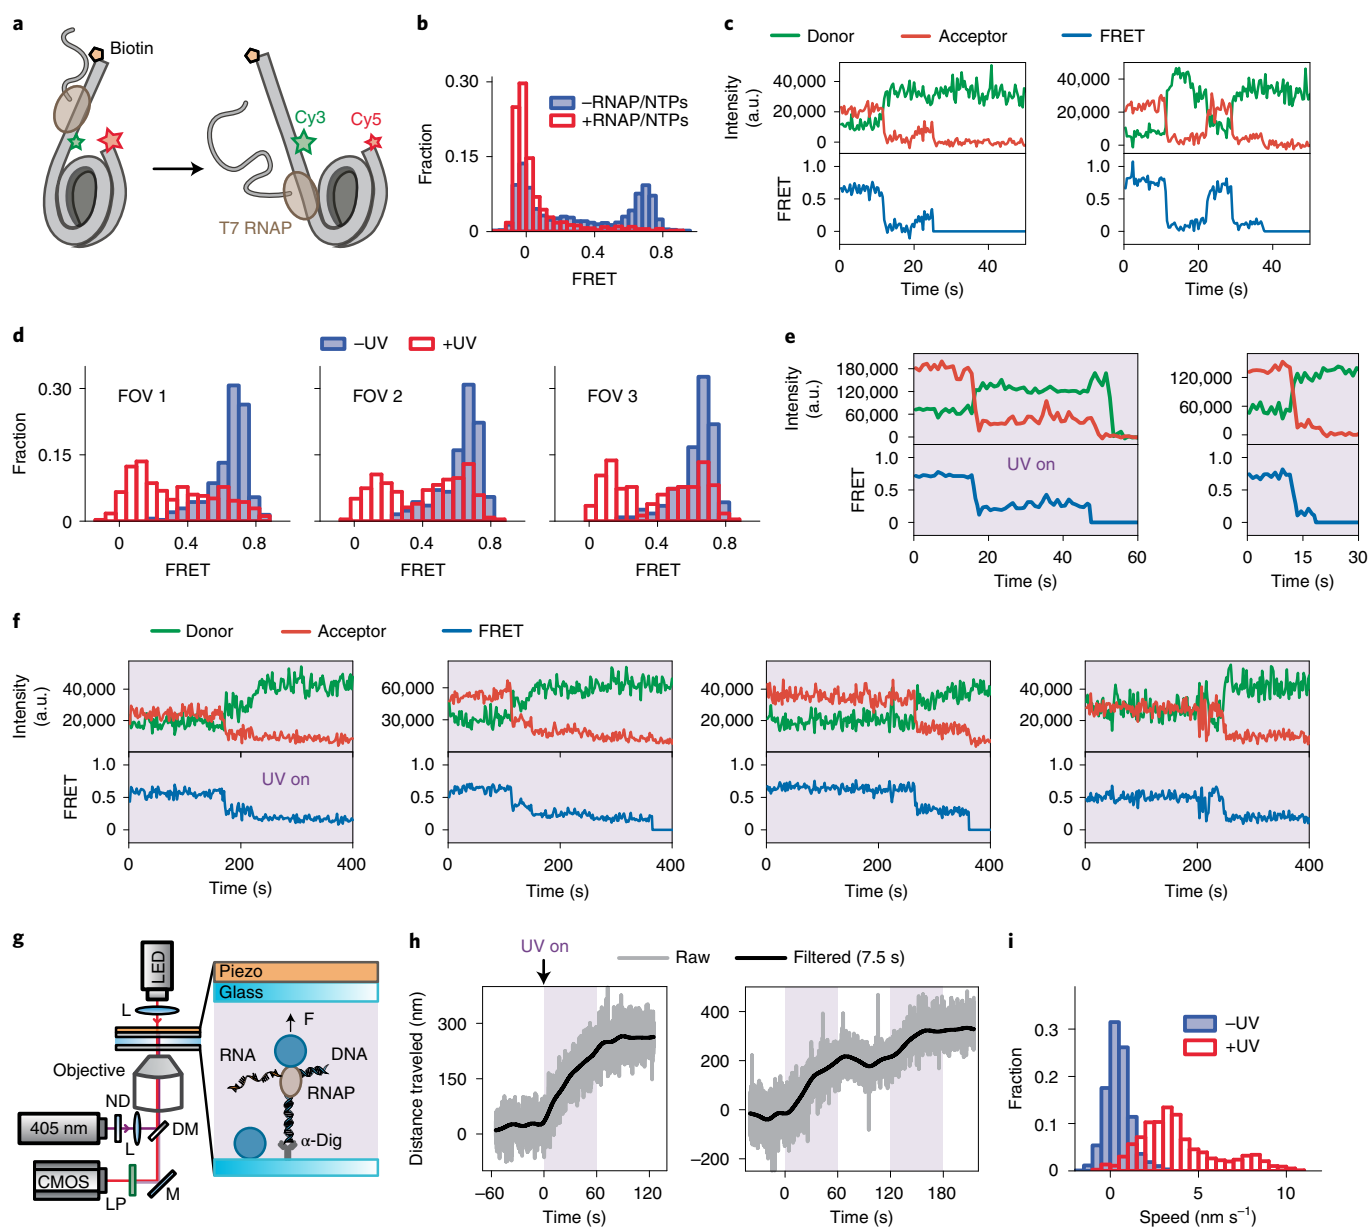 a
Biotin
Cy3
Cy5
T7 RNAP
b
0.30
0.15
0
Fraction
–RNAP/NTPs
+RNAP/NTPs
0
0.4
0.8
FRET
c
Donor
Acceptor
FRET
Intensity
(a.u.)
40,000
20,000
0
40,000
20,000
0
FRET
1.0
0.5
0
1.0
0.5
0
0
20
40
0
20
40
Time (s)
Time (s)
d
–UV
+UV
Fraction
0.30
0.15
0
FOV 1
FOV 2
FOV 3
0
0.4
0.8
0
0.4
0.8
0
0.4
0.8
FRET
FRET
FRET
e
Intensity
(a.u.)
180,000
120,000
60,000
0
120,000
60,000
0
FRET
1.0
0.5
0
UV on
1.0
0.5
0
0
20
40
60
0
15
30
Time (s)
Time (s)
f
Donor
Acceptor
FRET
Intensity
(a.u.)
40,000
20,000
60,000
30,000
40,000
20,000
40,000
20,000
FRET
1.0
0.5
0
UV on
1.0
0.5
0
1.0
0.5
0
1.0
0.5
0
0
200
400
0
200
400
0
200
400
0
200
400
Time (s)
Time (s)
Time (s)
Time (s)
g
LED
L
Objective
ND
405 nm
L
DM
CMOS
LP
M
Piezo
Glass
F
RNA
DNA
RNAP
α-Dig
h
UV on
Raw
Filtered (7.5 s)
Distance traveled (nm)
300
150
0
400
200
0
–200
–60
0
60
120
0
60
120
180
Time (s)
Time (s)
i
–UV
+UV
Fraction
0.3
0.2
0.1
0
0
5
10
Speed (nm s⁻¹)